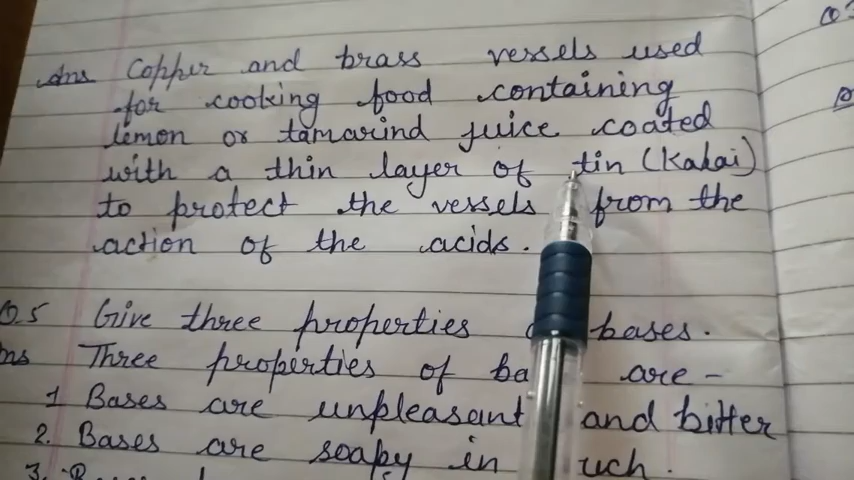 Ans Copper and brass vessels used
for cooking food containing
lemon or tamarind juice coated
with a thin layer of tin (Kalai)
to protect the vessels from the
action of the acids.
Q.5 Give three properties bases.
Ans Three properties of ba are -
1 Bases are unpleasant and bitter
2. Bases are soapy in uch.
3.